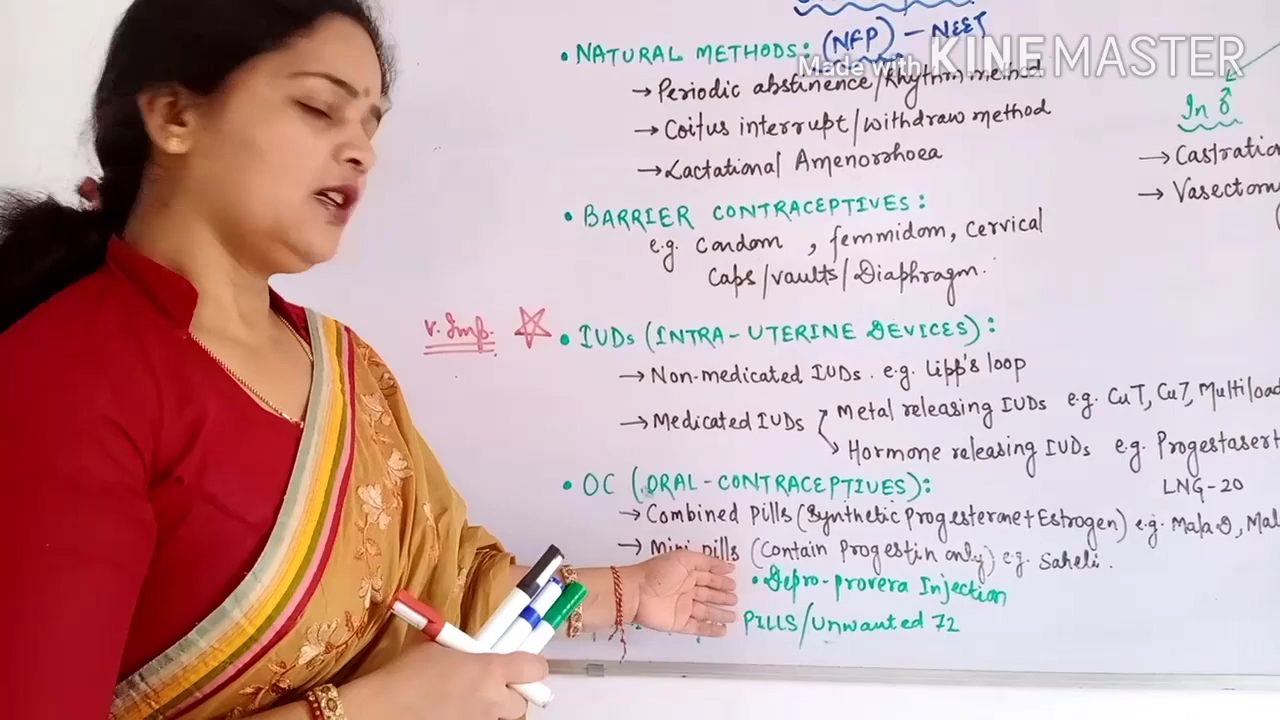 (NFP) - NEET
• NATURAL METHODS:
Made with KINEMASTER
→ Periodic abstinence/Rhythm method
→ Coitus interrupt/withdraw method
→ Lactational Amenorrhoea
In ♂
→ Castratio
→ Vasectomy
• BARRIER CONTRACEPTIVES:
e.g. Condom , femmidom, Cervical
Caps/vaults/Diaphragm.
V. Imp. ☆
• IUDs (INTRA-UTERINE DEVICES):
→ Non-medicated IUDs. e.g. Lipp's loop
→ Medicated IUDs
Metal releasing IUDs e.g. CuT, Cu7, Multiload
Hormone releasing IUDs e.g. Progestasert
LNG-20
• OC (ORAL-CONTRACEPTIVES):
→ Combined pills (Synthetic Progesterone + Estrogen) e.g. Mala D, Mal
→ Mini pills (Contain Progestin only) e.g. Saheli.
• Depro-provera Injection
PILLS/Unwanted 72